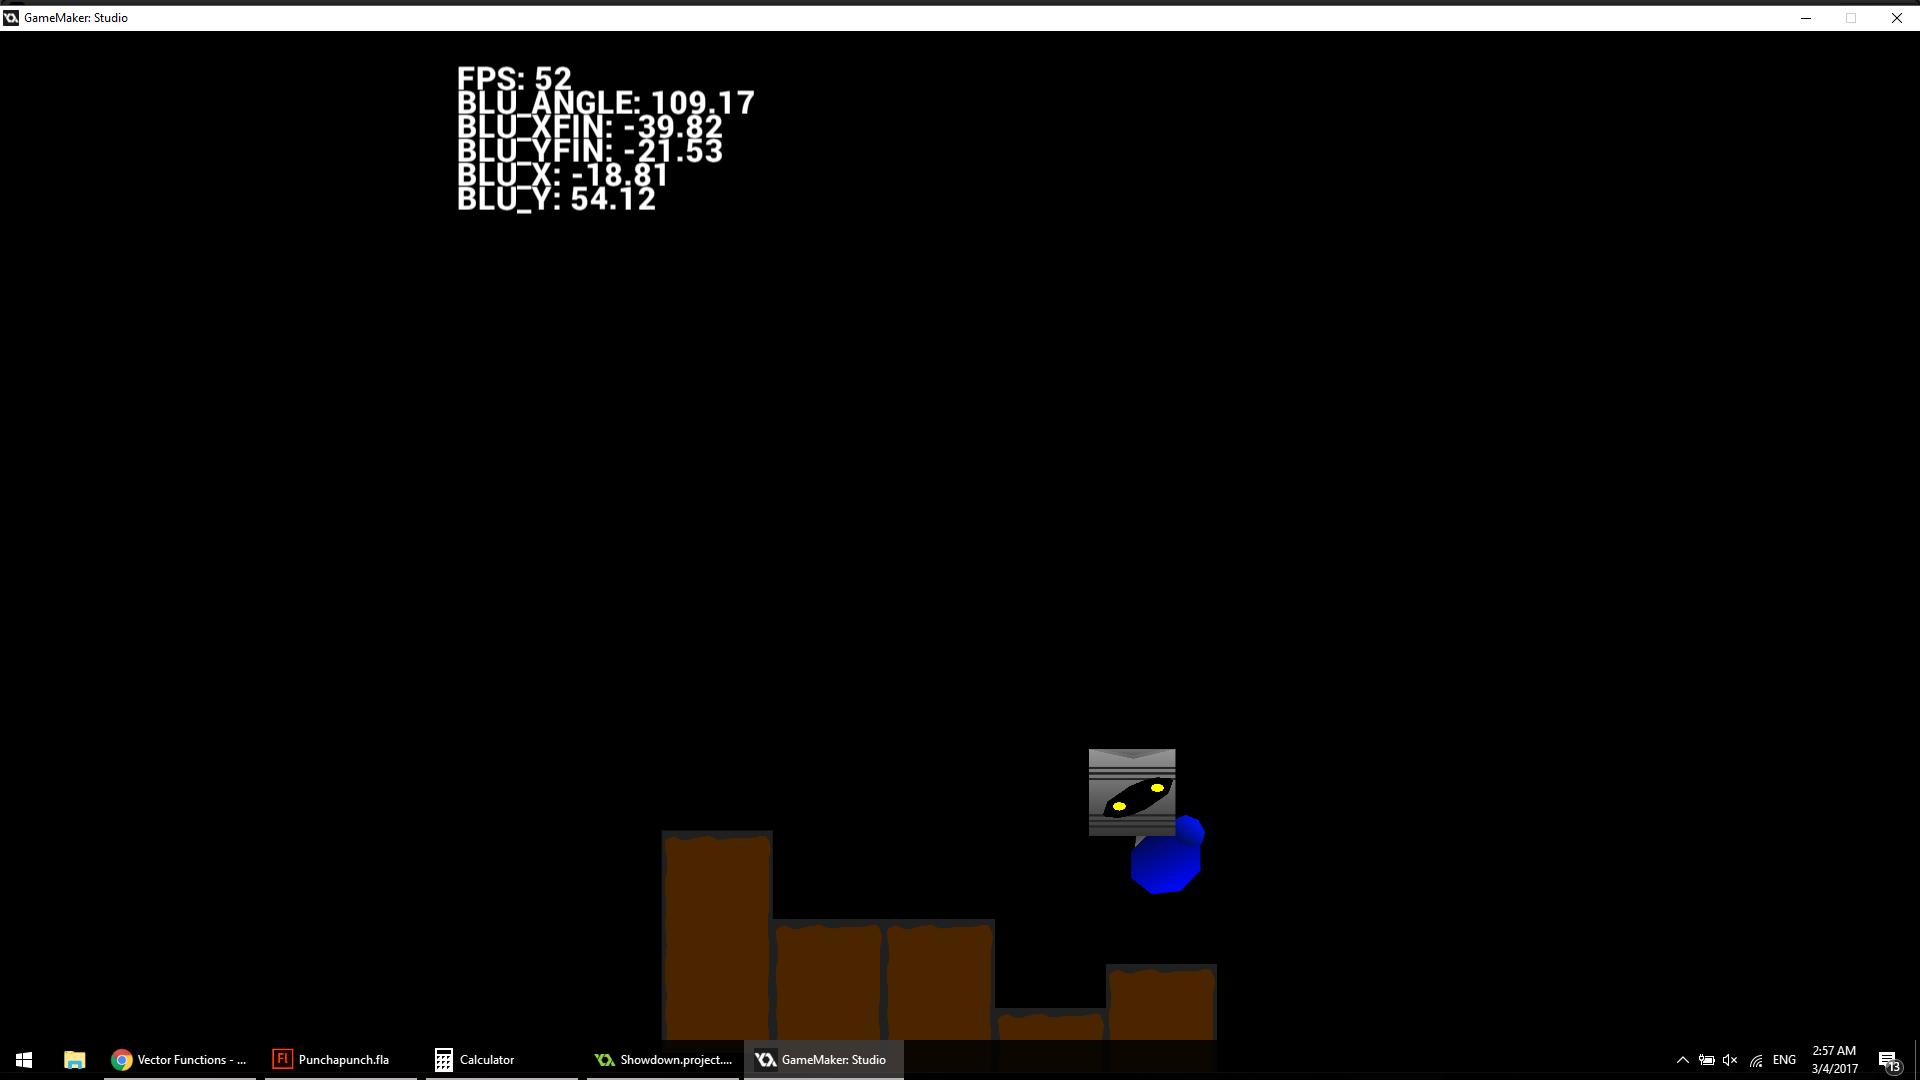 GameMaker: Studio
FPS: 52
BLU_ANGLE: 109.17
BLU_XFIN: -39.82
BLU_YFIN: -21.53
BLU_X: -18.81
BLU_Y: 54.12
Vector Functions - ...
Fl
Punchapunch.fla
Calculator
Showdown.project....
GameMaker: Studio
ENG
2:57 AM
3/4/2017
13